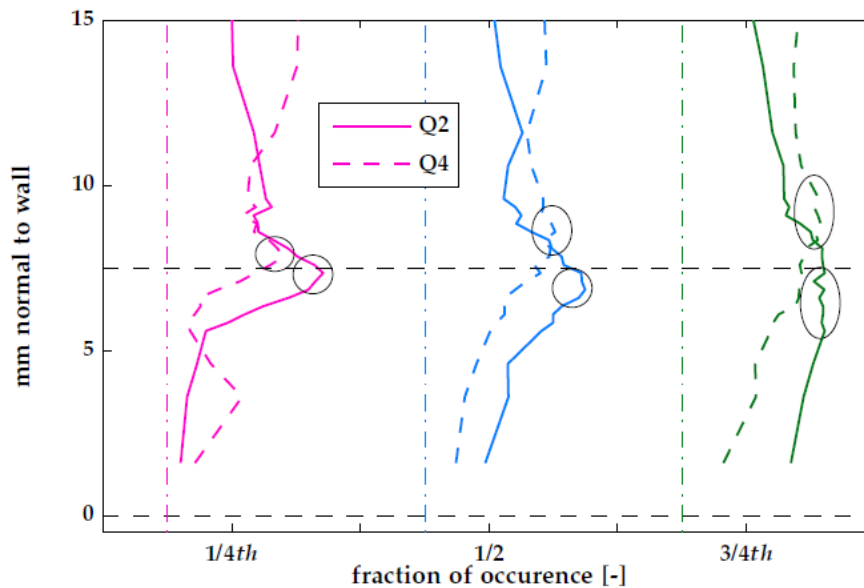 15
10
5
0
mm normal to wall
Q2
Q4
1/4th
1/2
3/4th
fraction of occurence [-]